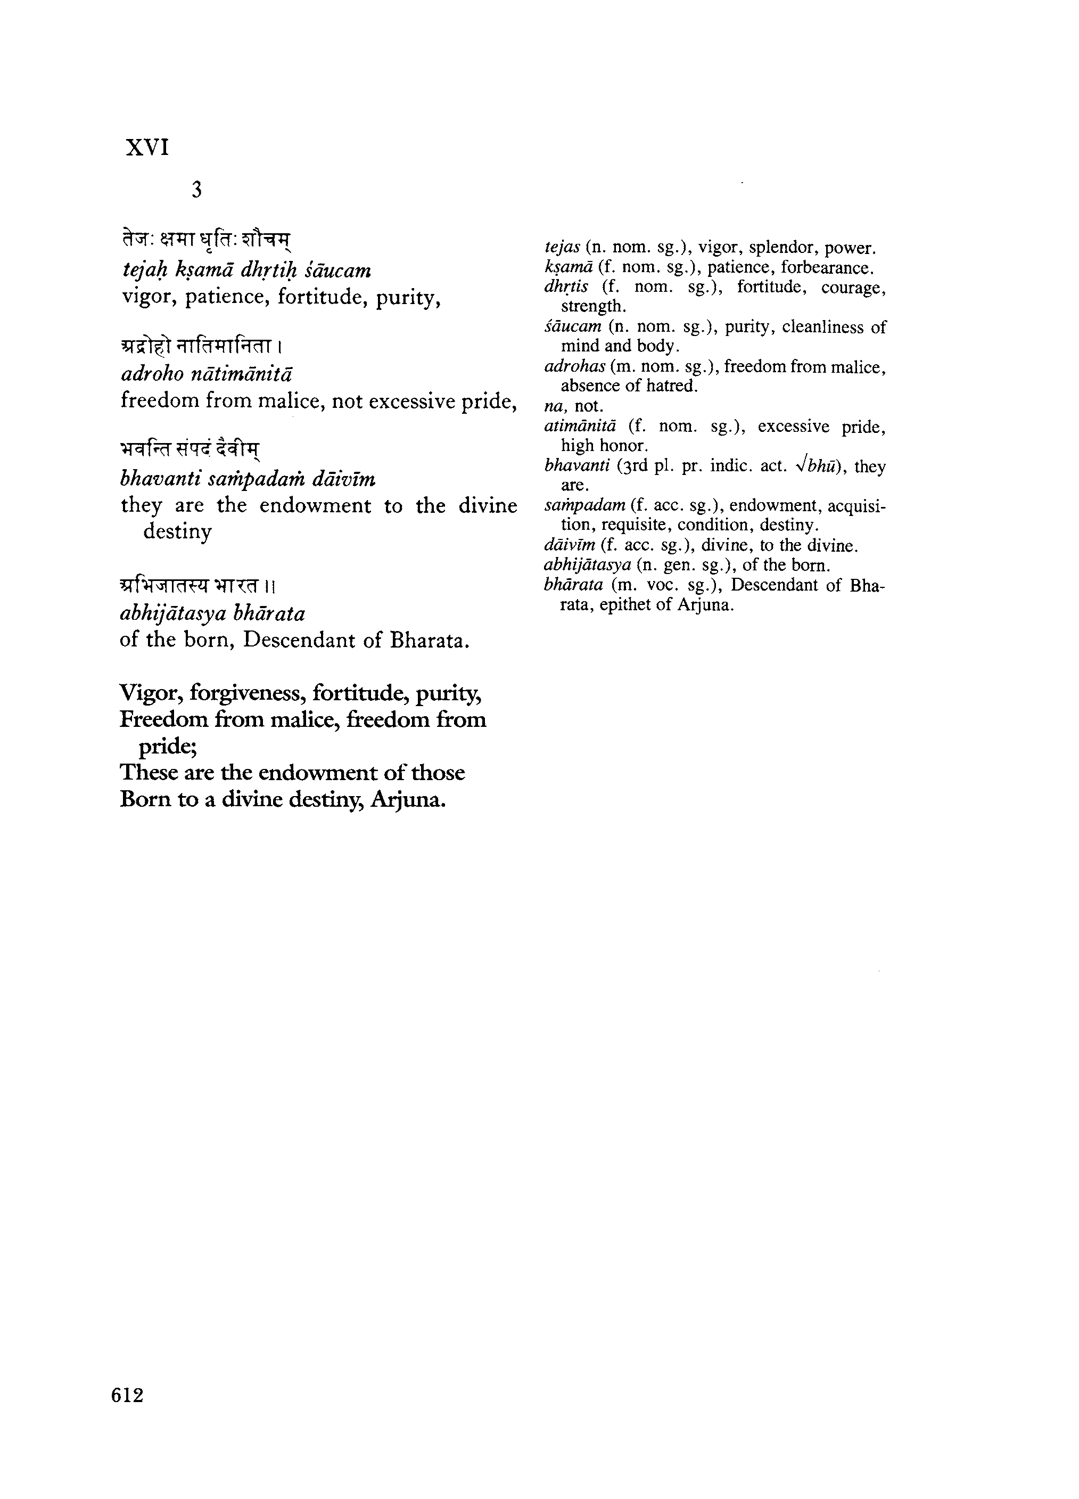 XVI
3
तेजः क्षमा धृतिः शौचम्
tejaḥ kṣamā dhṛtiḥ śāucam
vigor, patience, fortitude, purity,
अद्रोहो नातिमानिता ।
adroho nātimānitā
freedom from malice, not excessive pride,
भवन्ति संपदं दैवीम्
bhavanti saṁpadaṁ dāivīm
they are the endowment to the divine
destiny
अभिजातस्य भारत ॥
abhijātasya bhārata
of the born, Descendant of Bharata.
Vigor, forgiveness, fortitude, purity,
Freedom from malice, freedom from
pride;
These are the endowment of those
Born to a divine destiny, Arjuna.
tejas (n. nom. sg.), vigor, splendor, power.
kṣamā (f. nom. sg.), patience, forbearance.
dhṛtis (f. nom. sg.), fortitude, courage,
strength.
śāucam (n. nom. sg.), purity, cleanliness of
mind and body.
adrohas (m. nom. sg.), freedom from malice,
absence of hatred.
na, not.
atimānitā (f. nom. sg.), excessive pride,
high honor.
bhavanti (3rd pl. pr. indic. act. √bhū), they
are.
saṁpadam (f. acc. sg.), endowment, acquisi-
tion, requisite, condition, destiny.
dāivīm (f. acc. sg.), divine, to the divine.
abhijātasya (n. gen. sg.), of the born.
bhārata (m. voc. sg.), Descendant of Bha-
rata, epithet of Arjuna.
612